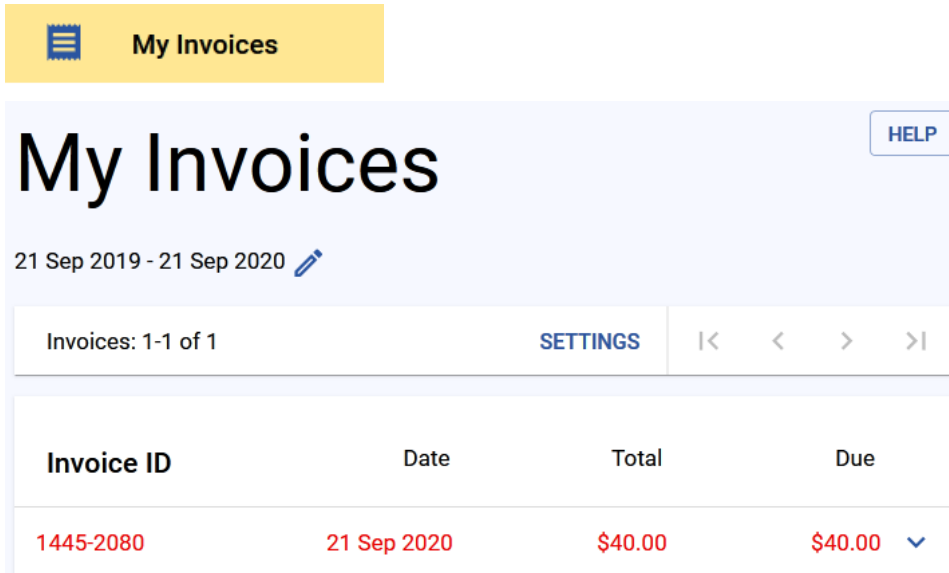 My Invoices
HELP
My Invoices
21 Sep 2019 - 21 Sep 2020
Invoices: 1-1 of 1 SETTINGS
Invoice ID Date Total Due
1445-2080 21 Sep 2020 $40.00 $40.00